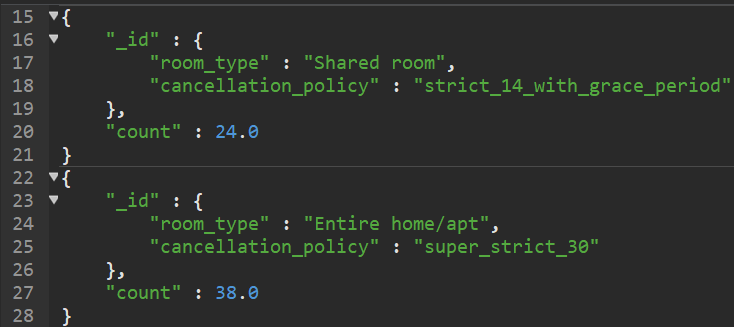 15 {
16 "_id" : {
17 "room_type" : "Shared room",
18 "cancellation_policy" : "strict_14_with_grace_period"
19 },
20 "count" : 24.0
21 }
22 {
23 "_id" : {
24 "room_type" : "Entire home/apt",
25 "cancellation_policy" : "super_strict_30"
26 },
27 "count" : 38.0
28 }